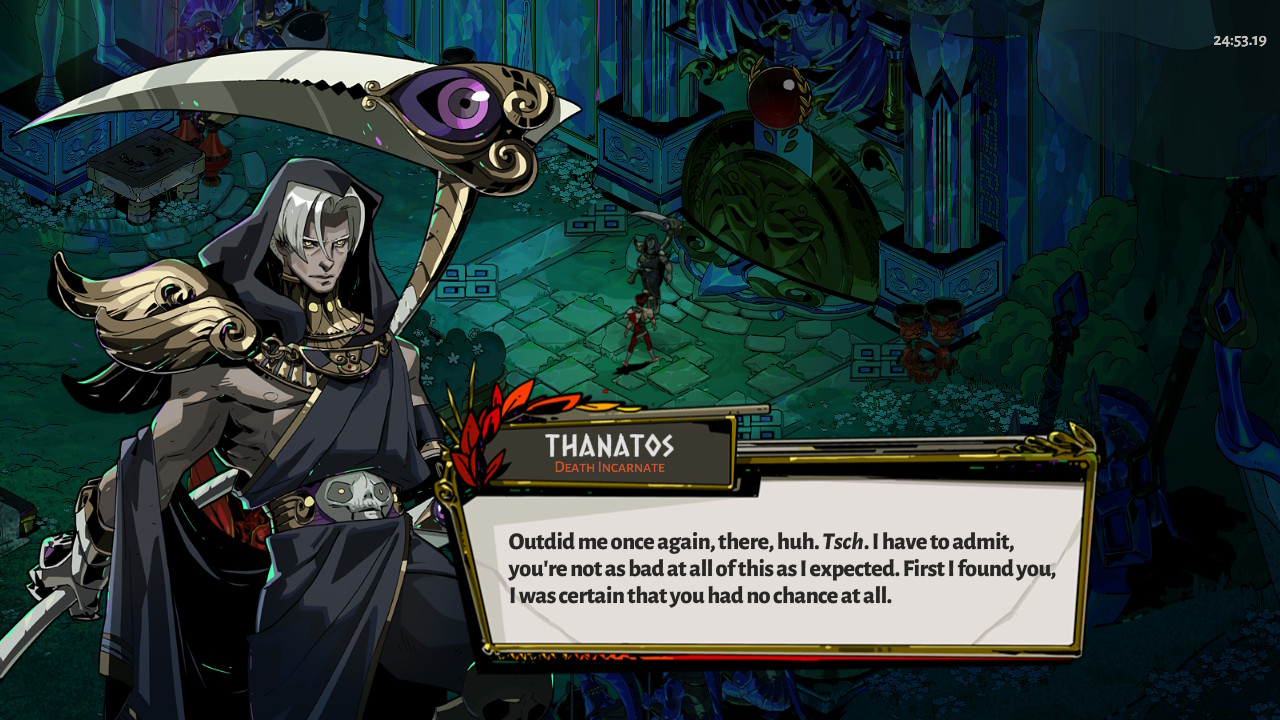 24:53.19
THANATOS
DEATH INCARNATE
Outdid me once again, there, huh. Tsch. I have to admit,
you're not as bad at all of this as I expected. First I found you,
I was certain that you had no chance at all.